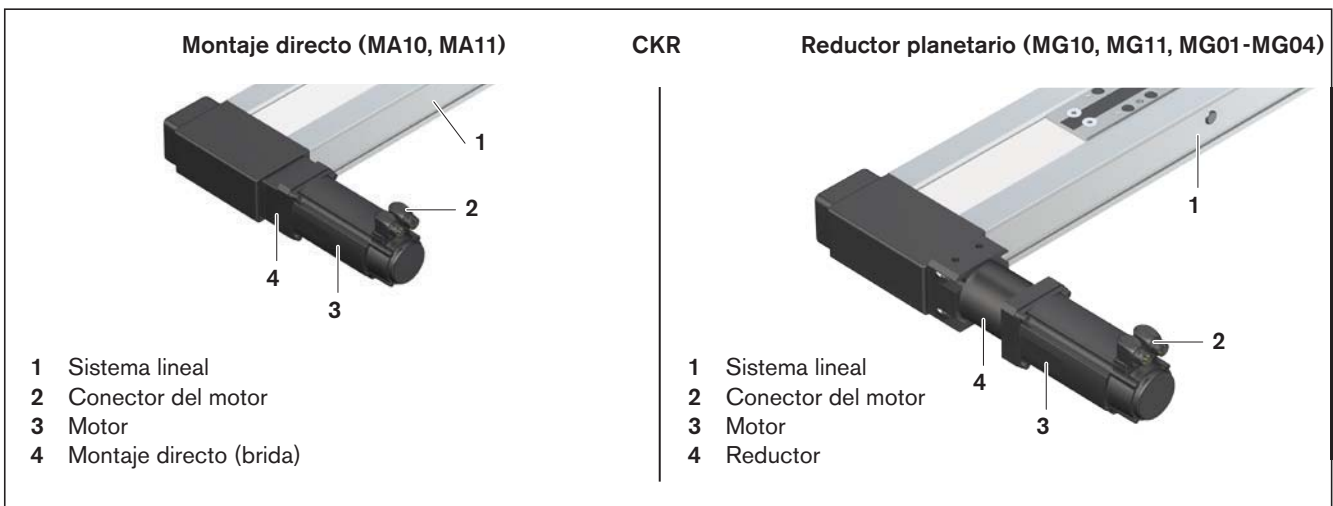 Montaje directo (MA10, MA11)
CKR
Reductor planetario (MG10, MG11, MG01-MG04)
1
2
4
3
1 Sistema lineal
2 Conector del motor
3 Motor
4 Montaje directo (brida)
1
2
4
3
1 Sistema lineal
2 Conector del motor
3 Motor
4 Reductor